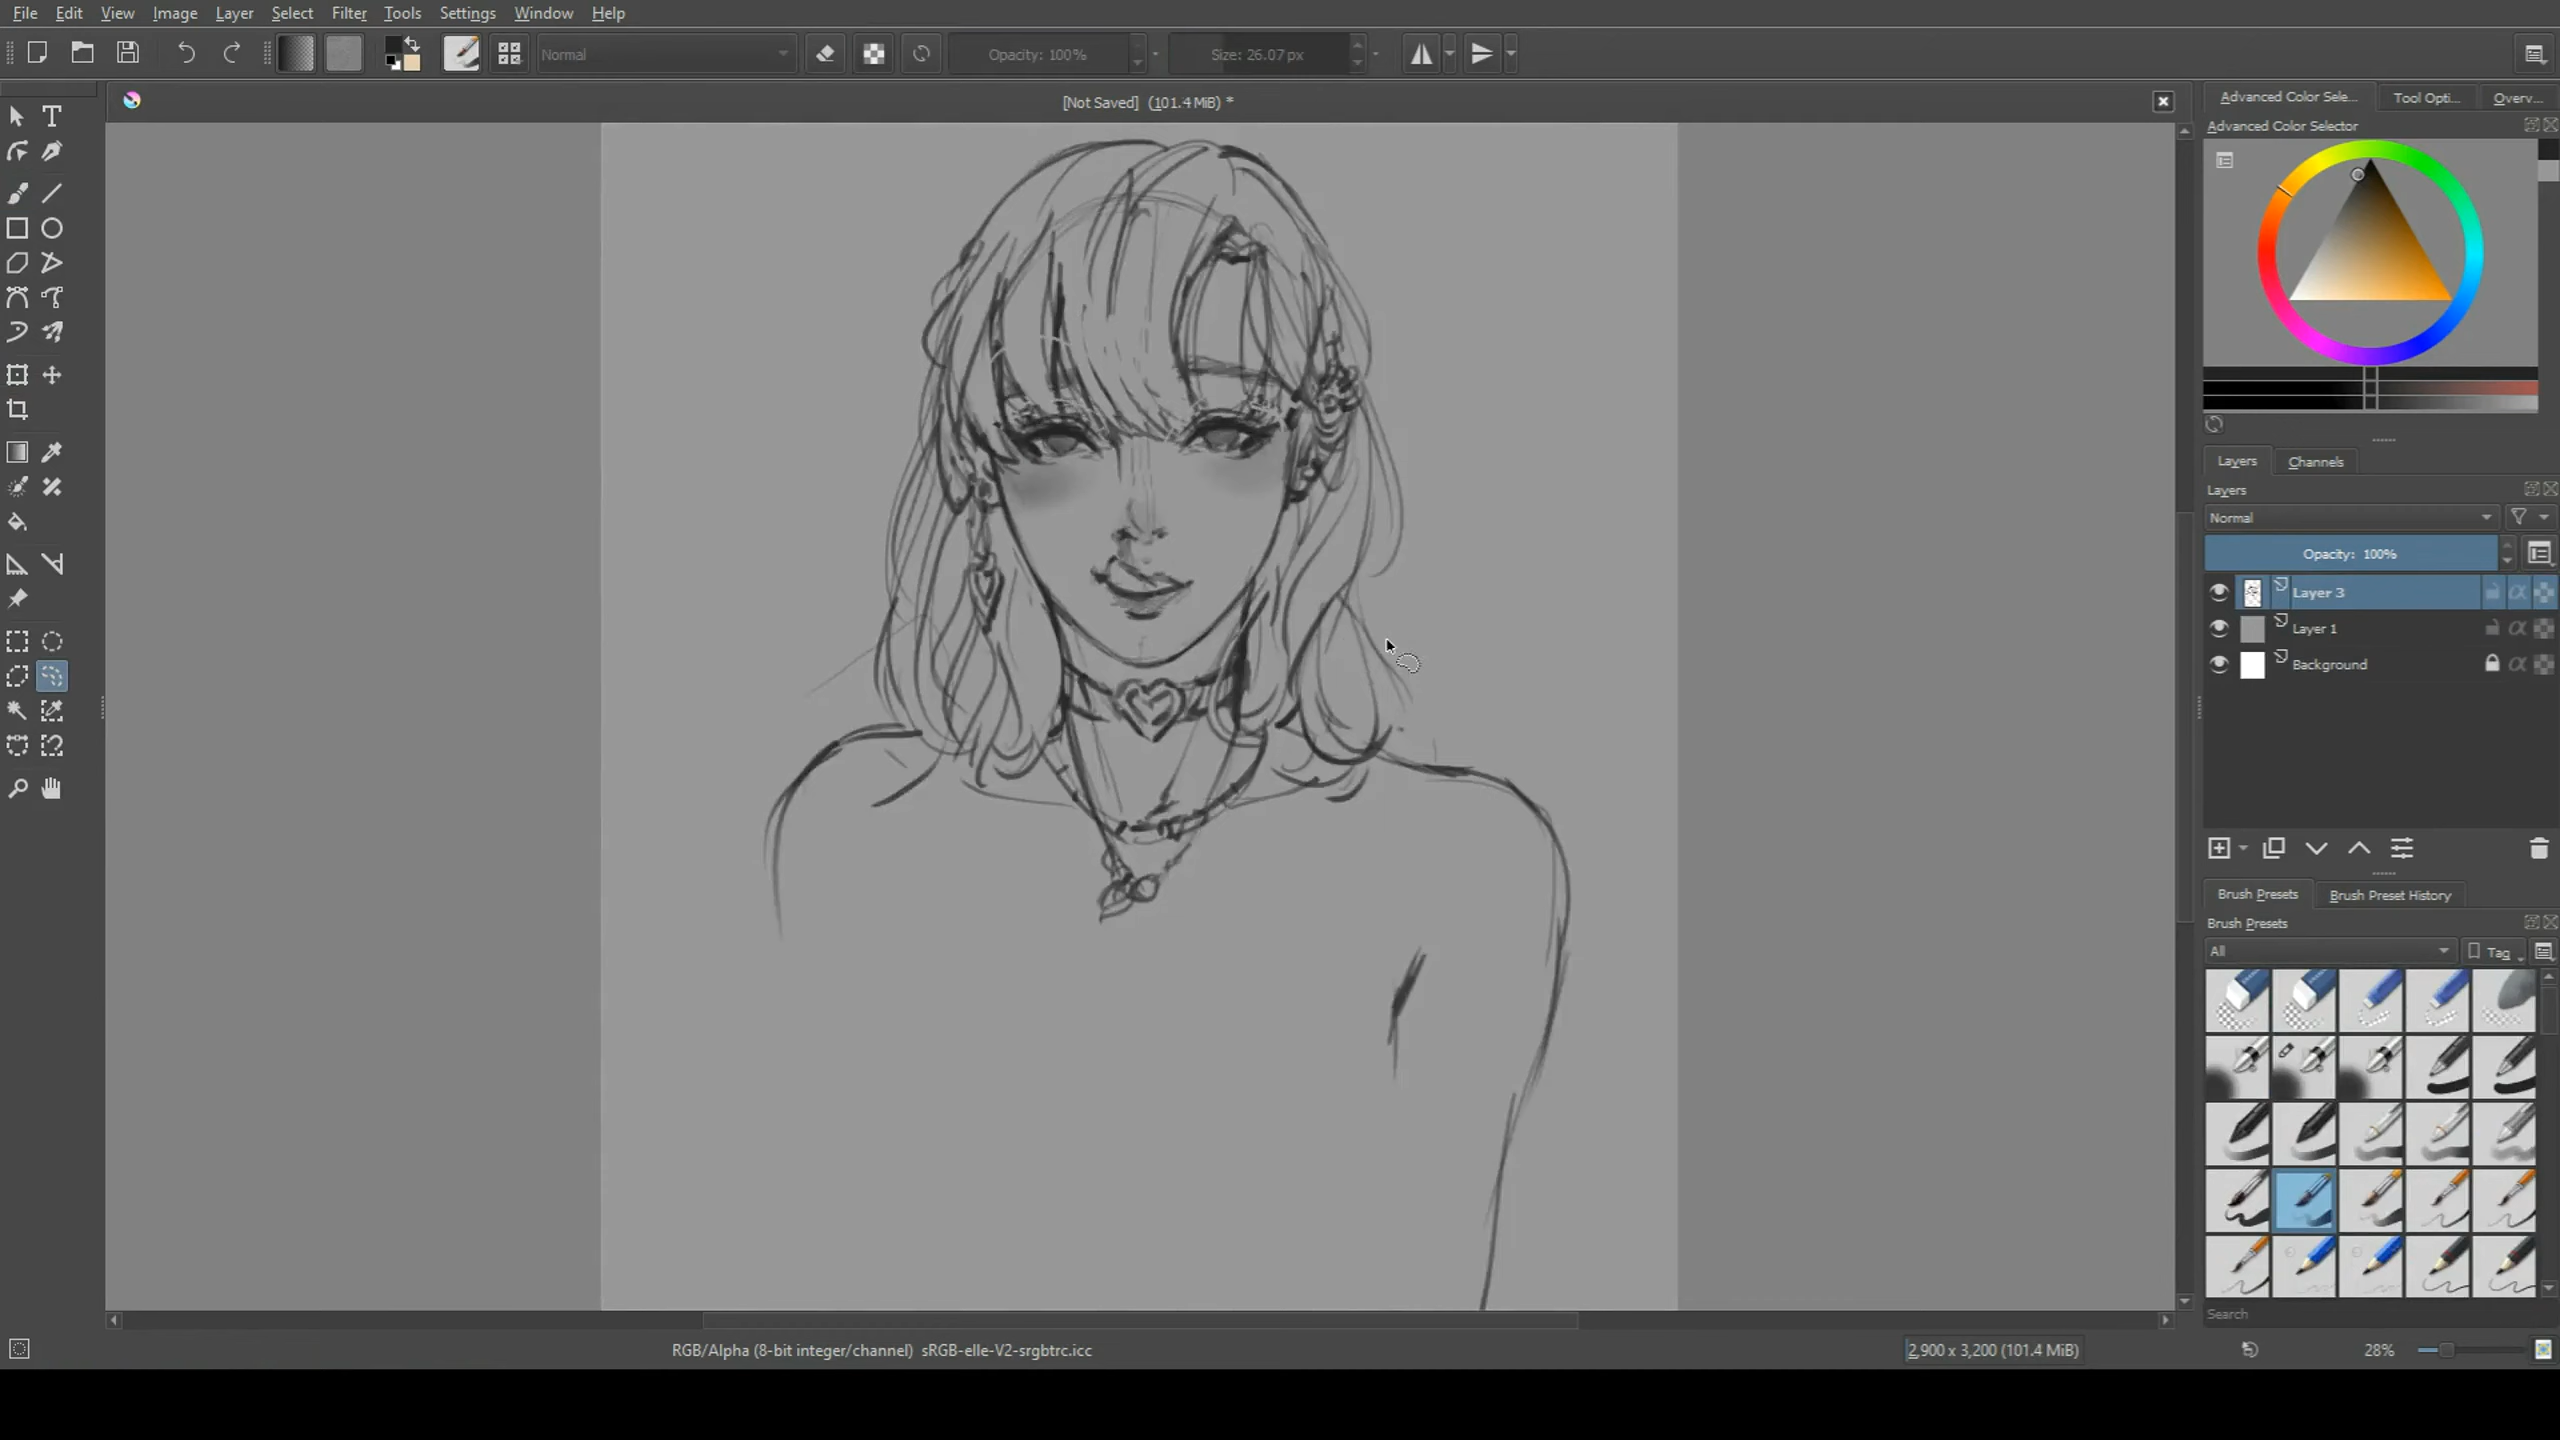 File Edit View Image Layer Select Filter Tools Settings Window Help
Normal Opacity: 100% Size: 26.07 px
[Not Saved] (101.4 MiB) *
Advanced Color Sele... Tool Opti... Overv...
Advanced Color Selector
Layers Channels
Layers
Normal
Opacity: 100%
Layer 3
Layer 1
Background
Brush Presets Brush Preset History
Brush Presets
All Tag
Search
RGB/Alpha (8-bit integer/channel) sRGB-elle-V2-srgbtrc.icc 2,900 x 3,200 (101.4 MiB) 28%